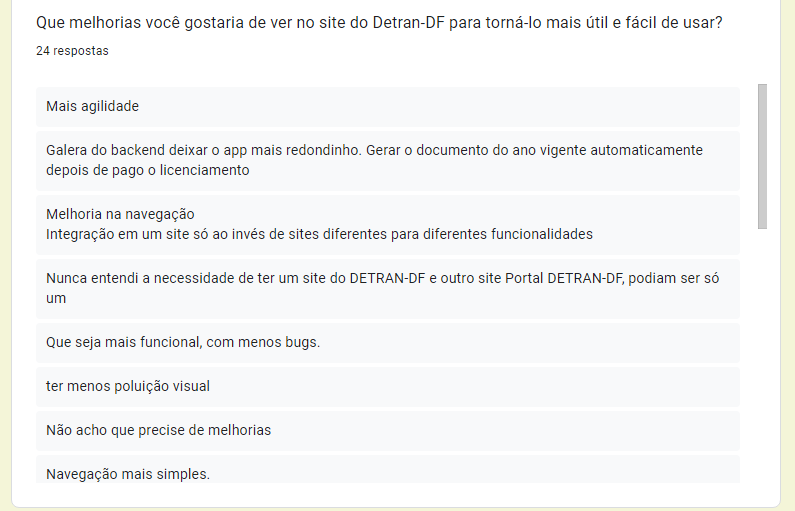 Que melhorias você gostaria de ver no site do Detran-DF para torná-lo mais útil e fácil de usar?
24 respostas
Mais agilidade
Galera do backend deixar o app mais redondinho. Gerar o documento do ano vigente automaticamente
depois de pago o licenciamento
Melhoria na navegação
Integração em um site só ao invés de sites diferentes para diferentes funcionalidades
Nunca entendi a necessidade de ter um site do DETRAN-DF e outro site Portal DETRAN-DF, podiam ser só
um
Que seja mais funcional, com menos bugs.
ter menos poluição visual
Não acho que precise de melhorias
Navegação mais simples.